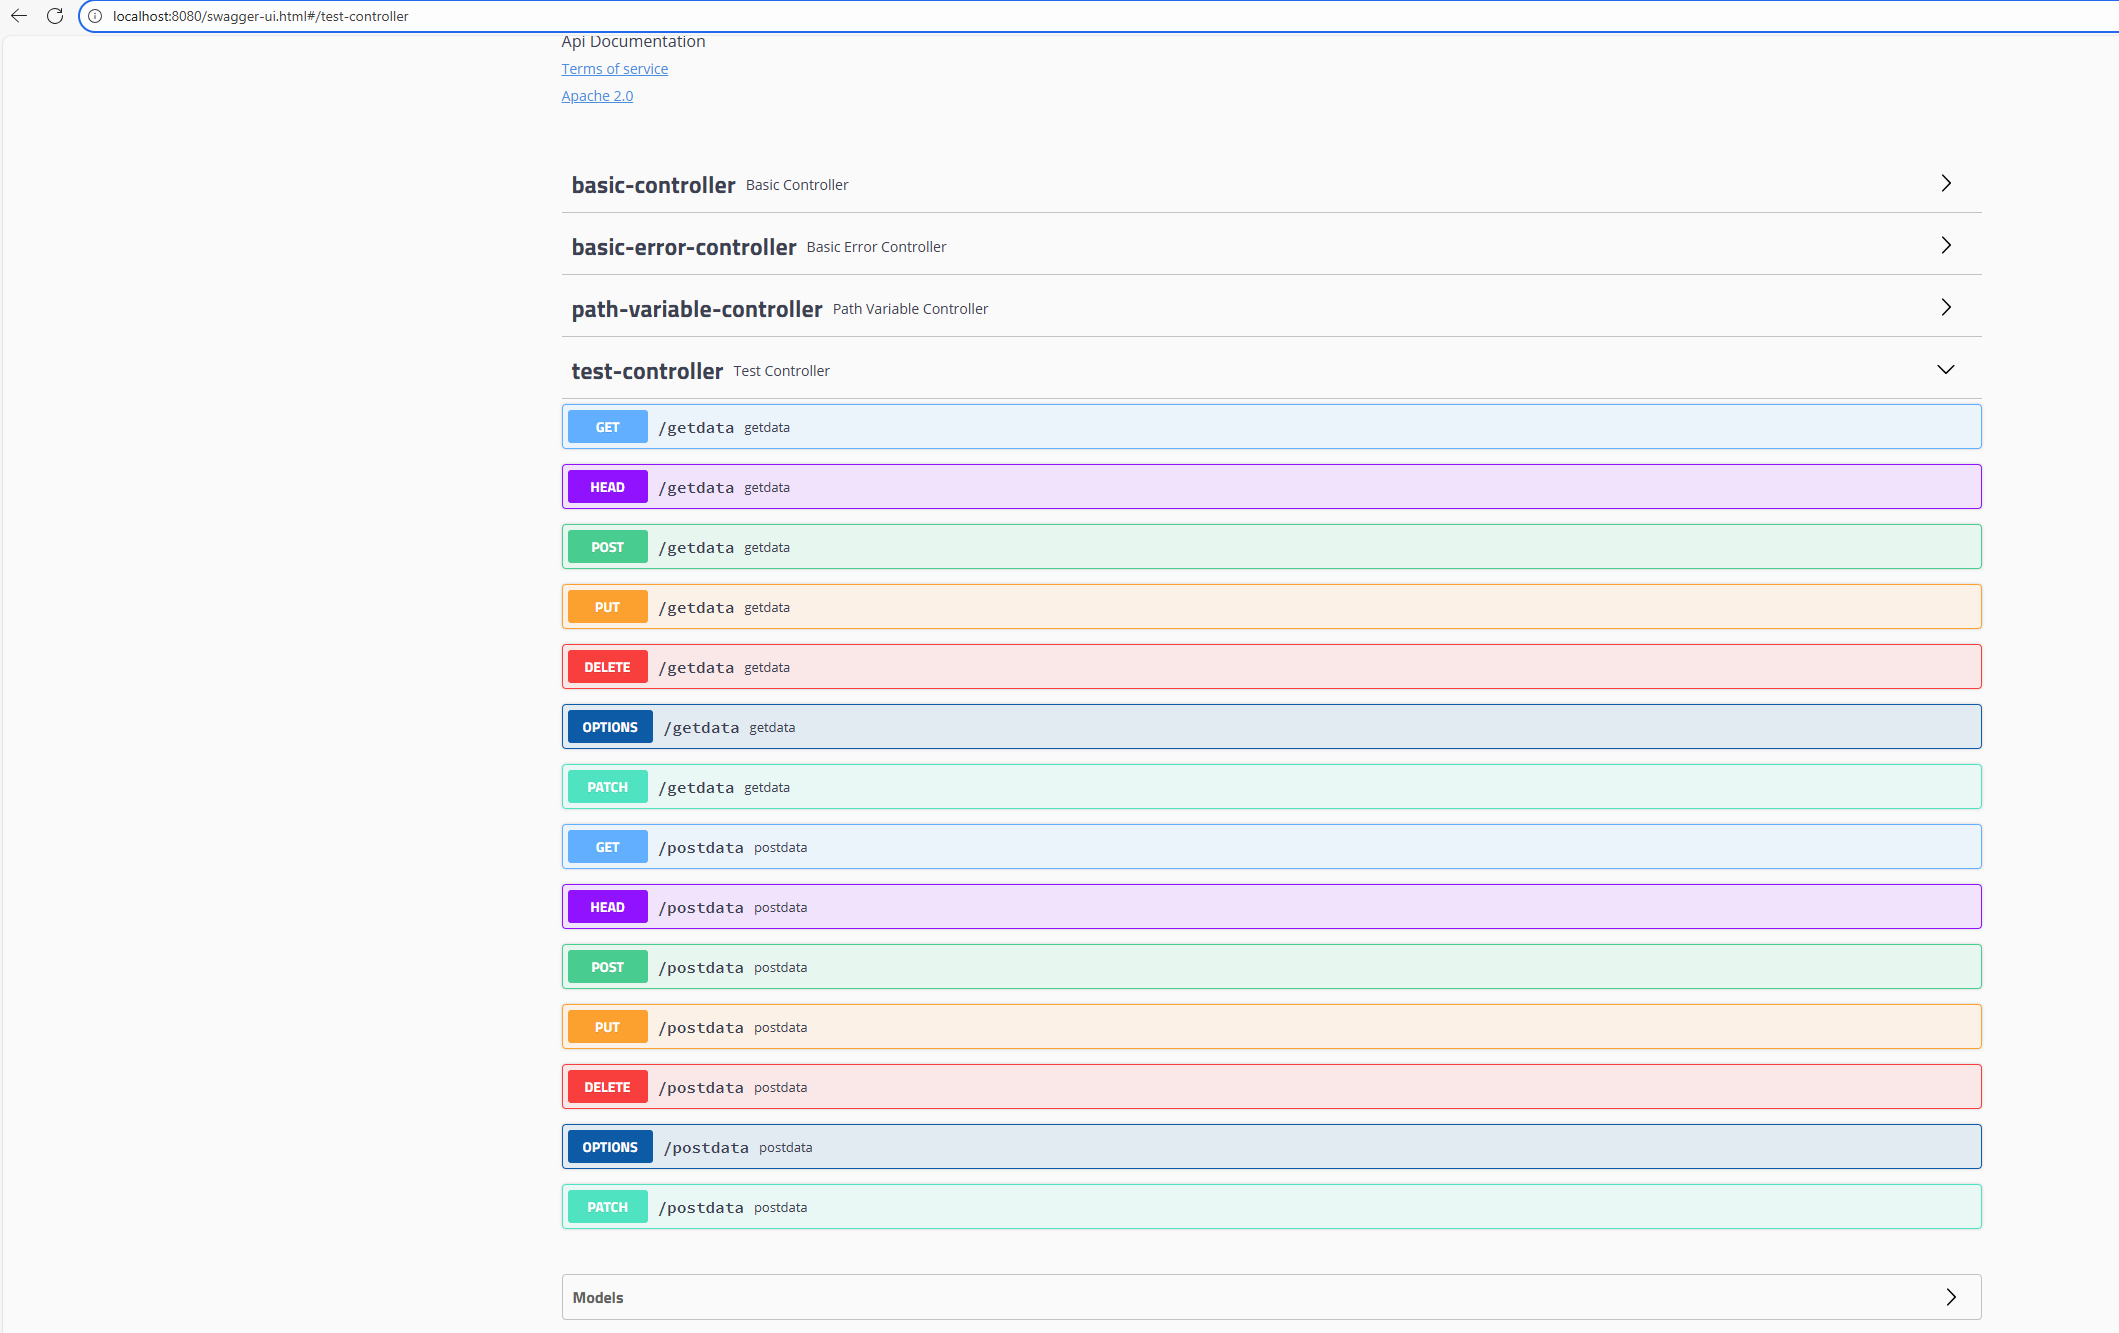 localhost:8080/swagger-ui.html#/test-controller
Api Documentation
Terms of service
Apache 2.0
basic-controller Basic Controller
basic-error-controller Basic Error Controller
path-variable-controller Path Variable Controller
test-controller Test Controller
GET /getdata getdata
HEAD /getdata getdata
POST /getdata getdata
PUT /getdata getdata
DELETE /getdata getdata
OPTIONS /getdata getdata
PATCH /getdata getdata
GET /postdata postdata
HEAD /postdata postdata
POST /postdata postdata
PUT /postdata postdata
DELETE /postdata postdata
OPTIONS /postdata postdata
PATCH /postdata postdata
Models